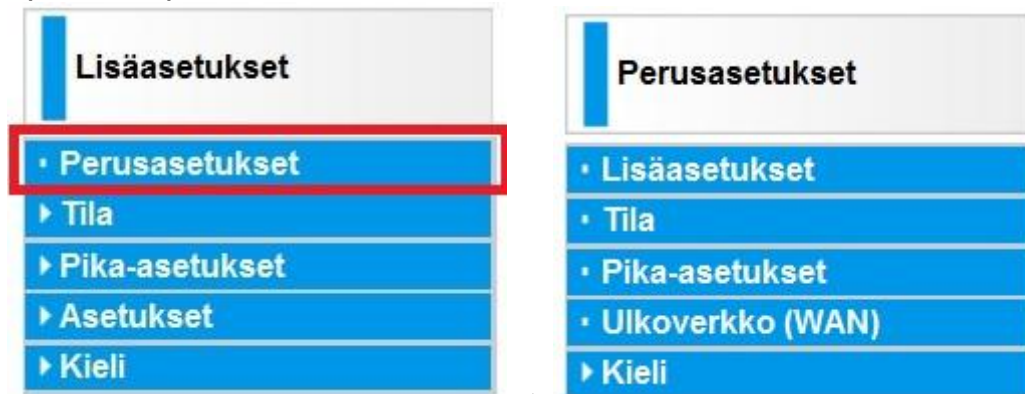 Lisäasetukset
Perusasetukset
Tila
Pika-asetukset
Asetukset
Kieli
Perusasetukset
Lisäasetukset
Tila
Pika-asetukset
Ulkoverkko (WAN)
Kieli